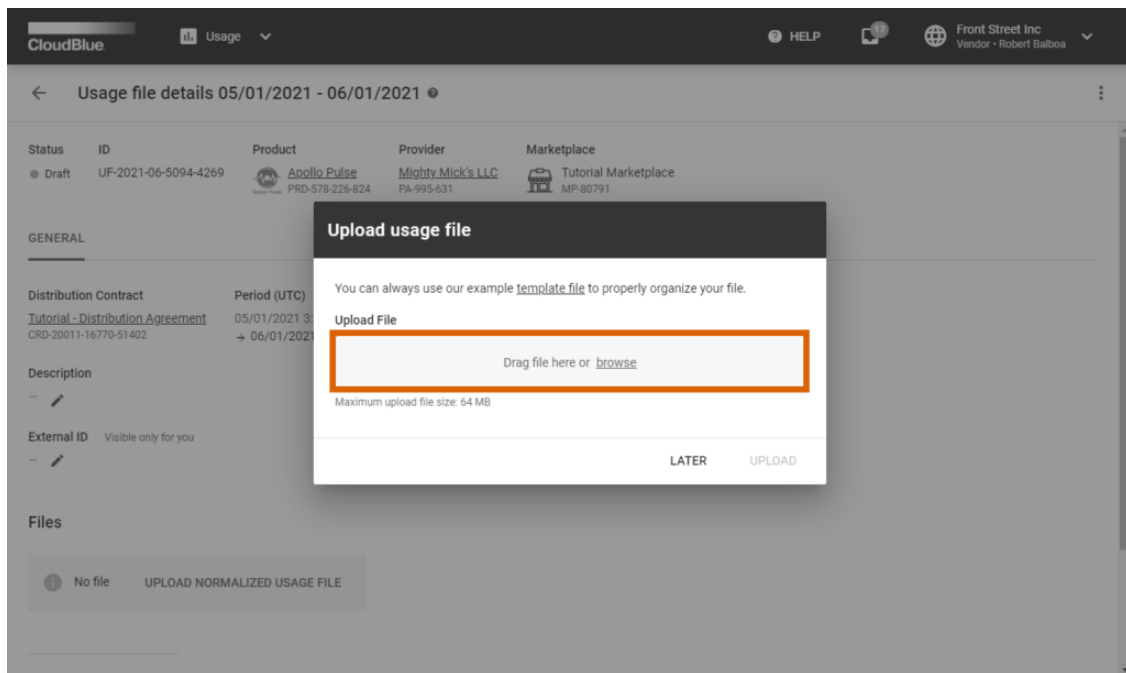 CloudBlue
Usage
HELP
17
Front Street Inc
Vendor • Robert Balboa
Usage file details 05/01/2021 - 06/01/2021
Status ID Product Provider Marketplace
Draft UF-2021-06-5094-4269 Apollo Pulse Mighty Mick's LLC Tutorial Marketplace
PRD-578-226-824 PA-995-631 MP-80791
GENERAL
Upload usage file
You can always use our example template file to properly organize your file.
Upload File
Drag file here or browse
Maximum upload file size: 64 MB
LATER UPLOAD
Distribution Contract Period (UTC)
Tutorial - Distribution Agreement 05/01/2021 3:
CRD-20011-16770-51402 → 06/01/2021
Description
–
External ID Visible only for you
–
Files
No file UPLOAD NORMALIZED USAGE FILE